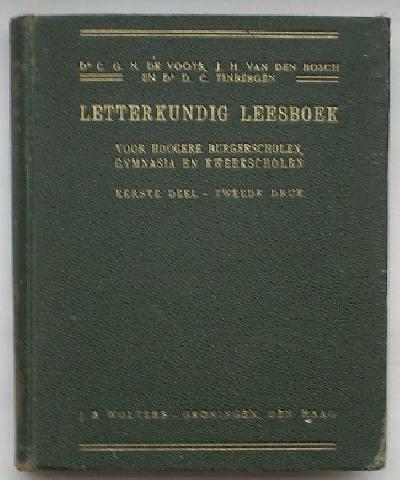 Dr C. G. N. DE VOOYS, J. H. VAN DEN BOSCH
EN Dr D. C. TINBERGEN
LETTERKUNDIG LEESBOEK
VOOR HOOGERE BURGERSCHOLEN,
GYMNASIA EN KWEEKSCHOLEN
EERSTE DEEL - TWEEDE DRUK
J. B. WOLTERS - GRONINGEN, DEN HAAG